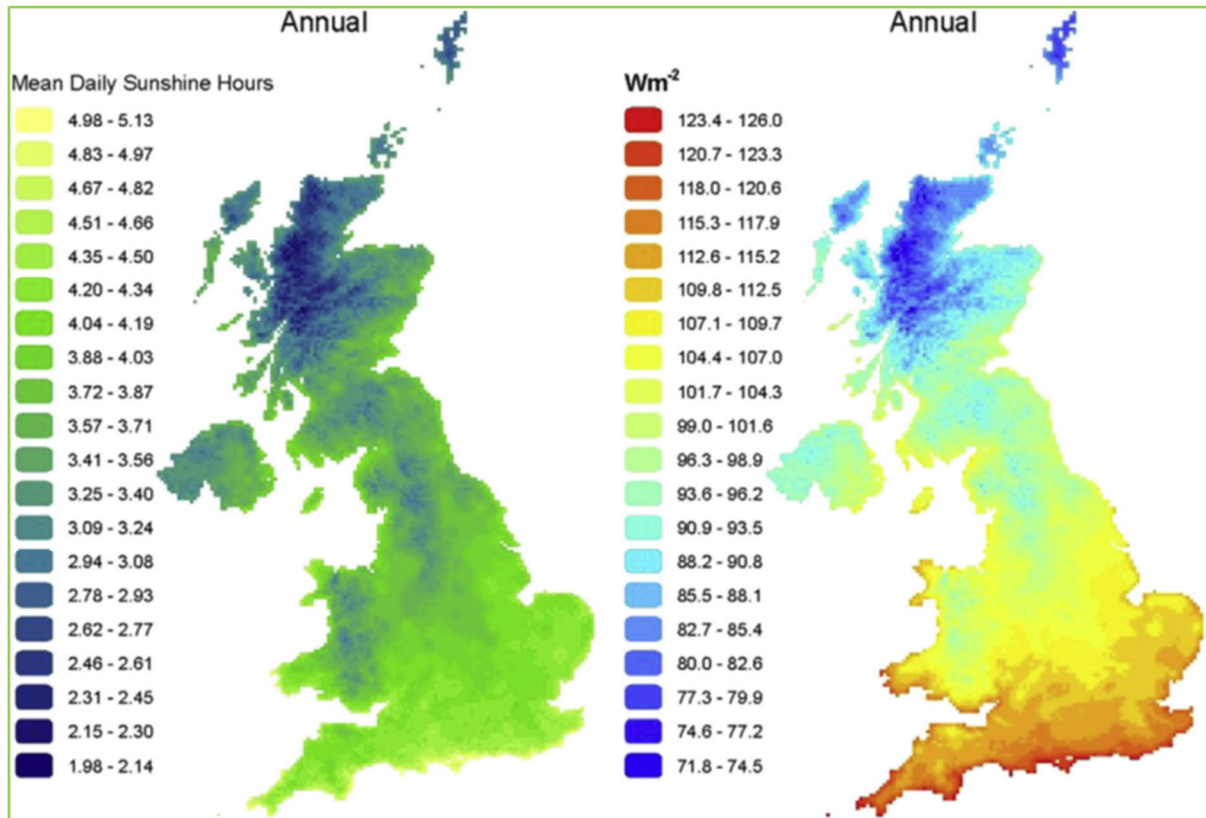 Annual
Mean Daily Sunshine Hours
4.98 - 5.13
4.83 - 4.97
4.67 - 4.82
4.51 - 4.66
4.35 - 4.50
4.20 - 4.34
4.04 - 4.19
3.88 - 4.03
3.72 - 3.87
3.57 - 3.71
3.41 - 3.56
3.25 - 3.40
3.09 - 3.24
2.94 - 3.08
2.78 - 2.93
2.62 - 2.77
2.46 - 2.61
2.31 - 2.45
2.15 - 2.30
1.98 - 2.14
Annual
Wm⁻²
123.4 - 126.0
120.7 - 123.3
118.0 - 120.6
115.3 - 117.9
112.6 - 115.2
109.8 - 112.5
107.1 - 109.7
104.4 - 107.0
101.7 - 104.3
99.0 - 101.6
96.3 - 98.9
93.6 - 96.2
90.9 - 93.5
88.2 - 90.8
85.5 - 88.1
82.7 - 85.4
80.0 - 82.6
77.3 - 79.9
74.6 - 77.2
71.8 - 74.5